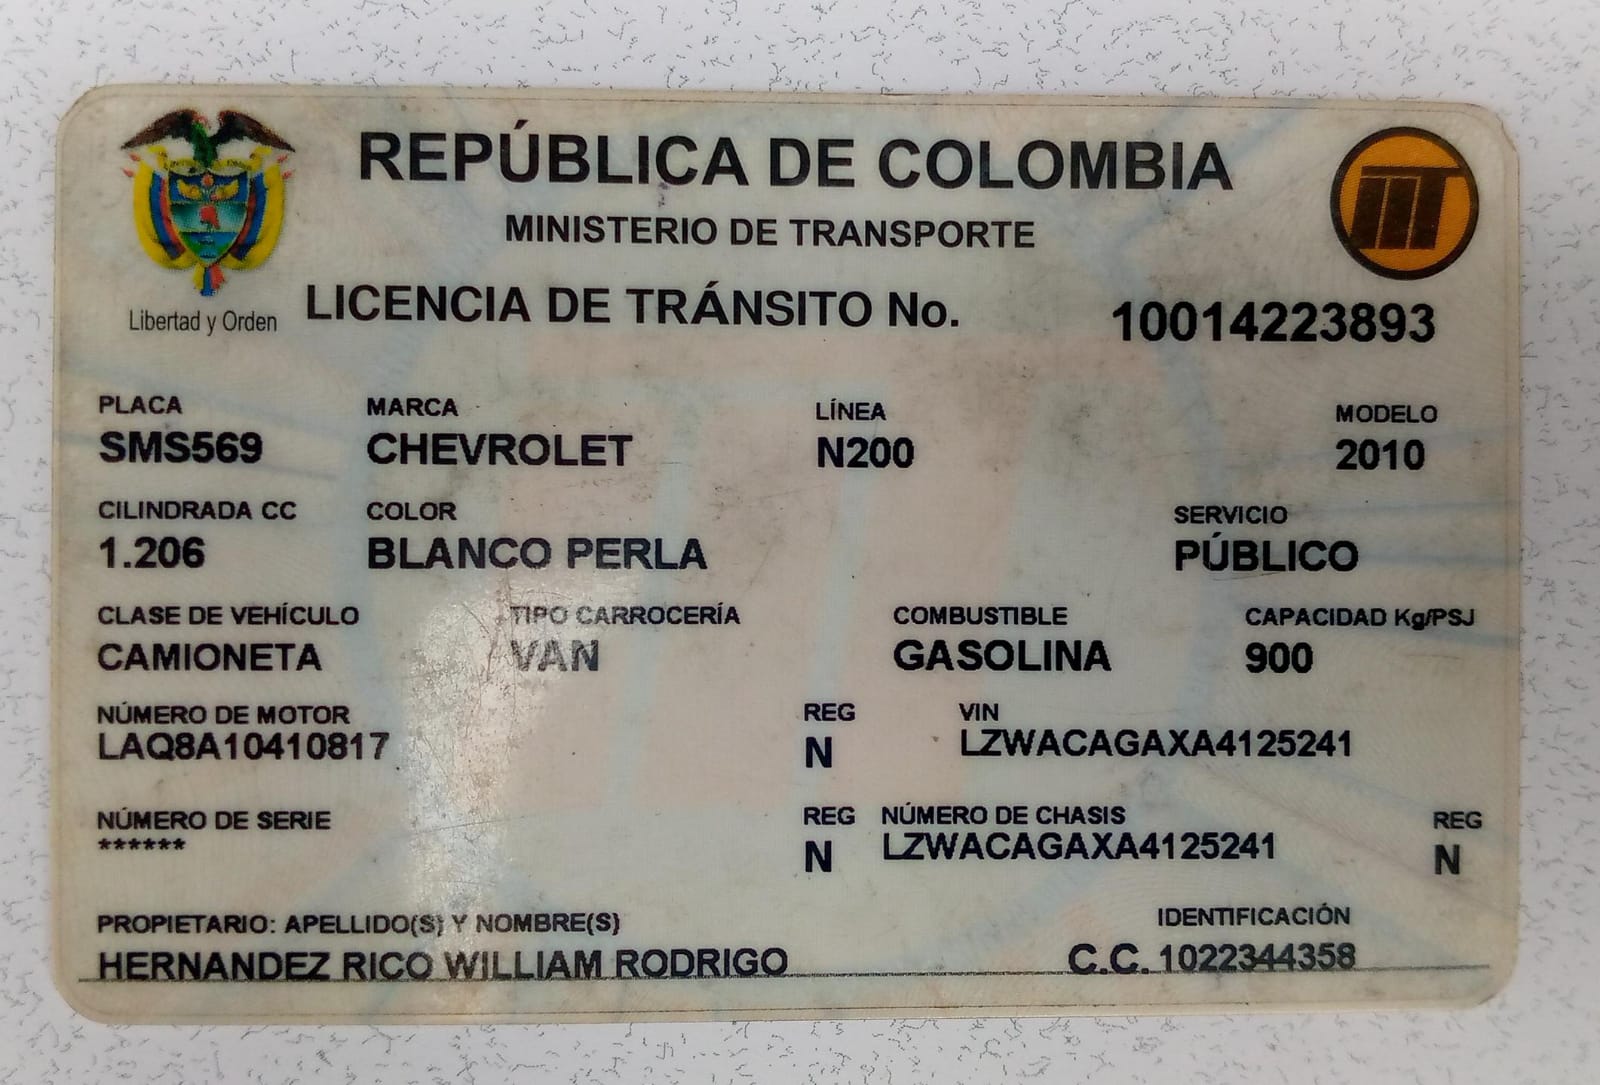 REPÚBLICA DE COLOMBIA
MINISTERIO DE TRANSPORTE
Libertad y Orden
LICENCIA DE TRÁNSITO No. 10014223893
PLACA MARCA LÍNEA MODELO
SMS569 CHEVROLET N200 2010
CILINDRADA CC COLOR SERVICIO
1.206 BLANCO PERLA PÚBLICO
CLASE DE VEHÍCULO TIPO CARROCERÍA COMBUSTIBLE CAPACIDAD Kg/PSJ
CAMIONETA VAN GASOLINA 900
NÚMERO DE MOTOR REG VIN
LAQ8A10410817 N LZWACAGAXA4125241
NÚMERO DE SERIE REG NÚMERO DE CHASIS REG
****** N LZWACAGAXA4125241 N
PROPIETARIO: APELLIDO(S) Y NOMBRE(S) IDENTIFICACIÓN
HERNANDEZ RICO WILLIAM RODRIGO C.C. 1022344358